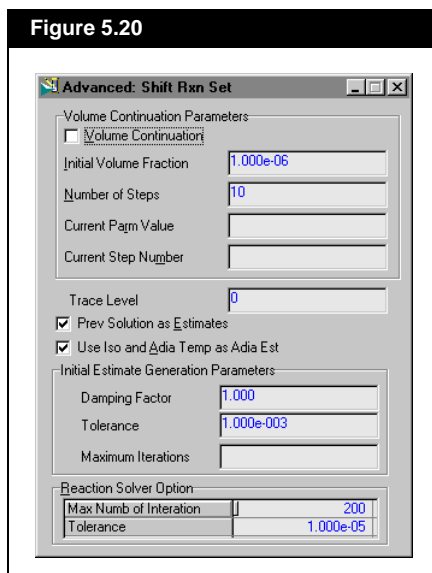 Figure 5.20
Advanced: Shift Rxn Set
Volume Continuation Parameters
Volume Continuation
Initial Volume Fraction 1.000e-06
Number of Steps 10
Current Parm Value
Current Step Number
Trace Level 0
Prev Solution as Estimates
Use Iso and Adia Temp as Adia Est
Initial Estimate Generation Parameters
Damping Factor 1.000
Tolerance 1.000e-003
Maximum Iterations
Reaction Solver Option
Max Numb of Interation 200
Tolerance 1.000e-05